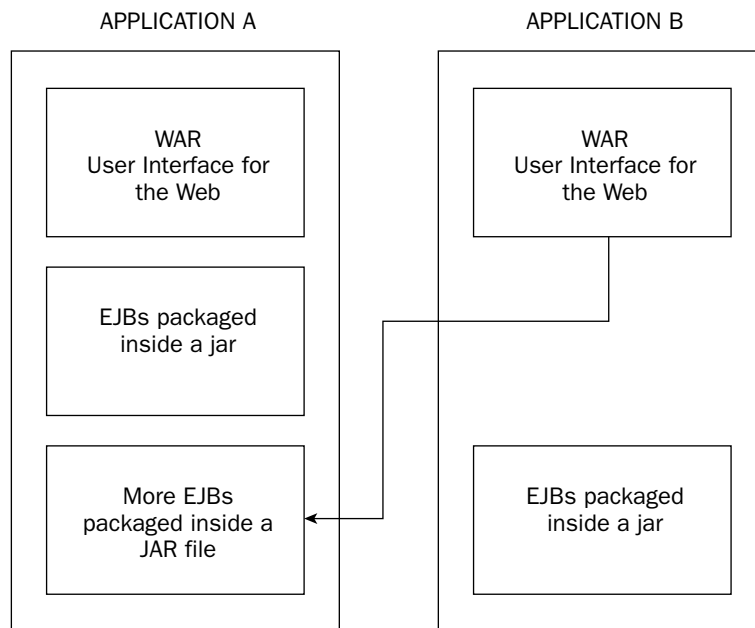 APPLICATION A
WAR
User Interface for
the Web
EJBs packaged
inside a jar
More EJBs
packaged inside a
JAR file
APPLICATION B
WAR
User Interface for
the Web
EJBs packaged
inside a jar